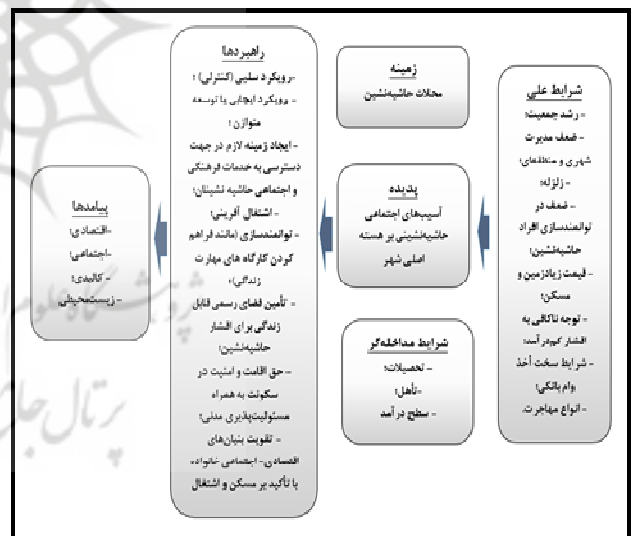 شرایط علی
- رشد جمعیت؛
- ضعف مدیریت
شهری و منطقه‌ای؛
- زلزله؛
- ضعف در
توانمندسازی افراد
حاشیه‌نشین؛
- قیمت زیاد زمین و
مسکن؛
- توجه ناکافی به
اقشار کم‌درآمد؛
- شرایط سخت أخذ
وام بانکی؛
- انواع مهاجرت.
زمینه
محلات حاشیه‌نشین
پدیده
آسیب‌های اجتماعی
حاشیه‌نشینی بر هسته
اصلی شهر
شرایط مداخله‌گر
- تحصیلات؛
- تأهل؛
- سطح درآمد
راهبردها
- رویکرد سلبی (کنترلی)؛
- رویکرد ایجابی یا توسعه
متوازن؛
- ایجاد زمینه لازم در جهت
دسترسی به خدمات فرهنگی
و اجتماعی حاشیه نشینان؛
- اشتغال آفرینی؛
- توانمندسازی (مانند فراهم
کردن کارگاه های مهارت
زندگی)؛
- تأمین فضای رسمی قابل
زندگی برای اقشار
حاشیه‌نشین؛
- حق اقامت و امنیت در
سکونت به همراه
مسئولیت‌پذیری مدنی؛
- تقویت بنیان‌های
اقتصادی- اجتماعی خانواده
با تأکید بر مسکن و اشتغال
پیامدها
-اقتصادی؛
-اجتماعی؛
- کالبدی؛
- زیست‌محیطی.